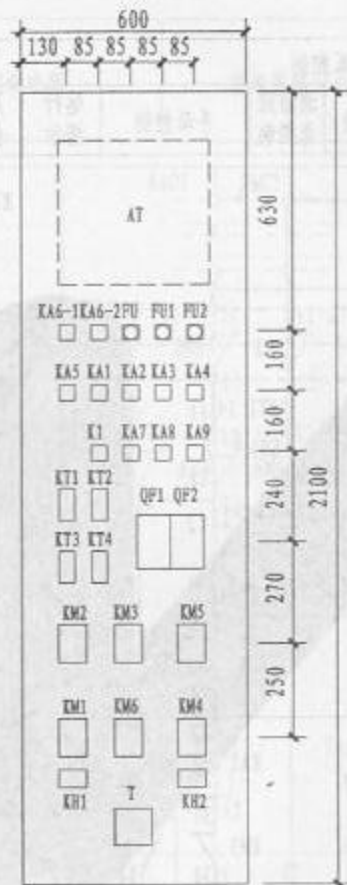 600
130 85 85 85 85
AT
630
KA6-1 KA6-2 FU FU1 FU2
160
KA5 KA1 KA2 KA3 KA4
160
K1 KA7 KA8 KA9
240
2100
KT1 KT2
QF1 QF2
KT3 KT4
270
KM2 KM3 KM5
250
KM1 KM6 KM4
KH1 T KH2